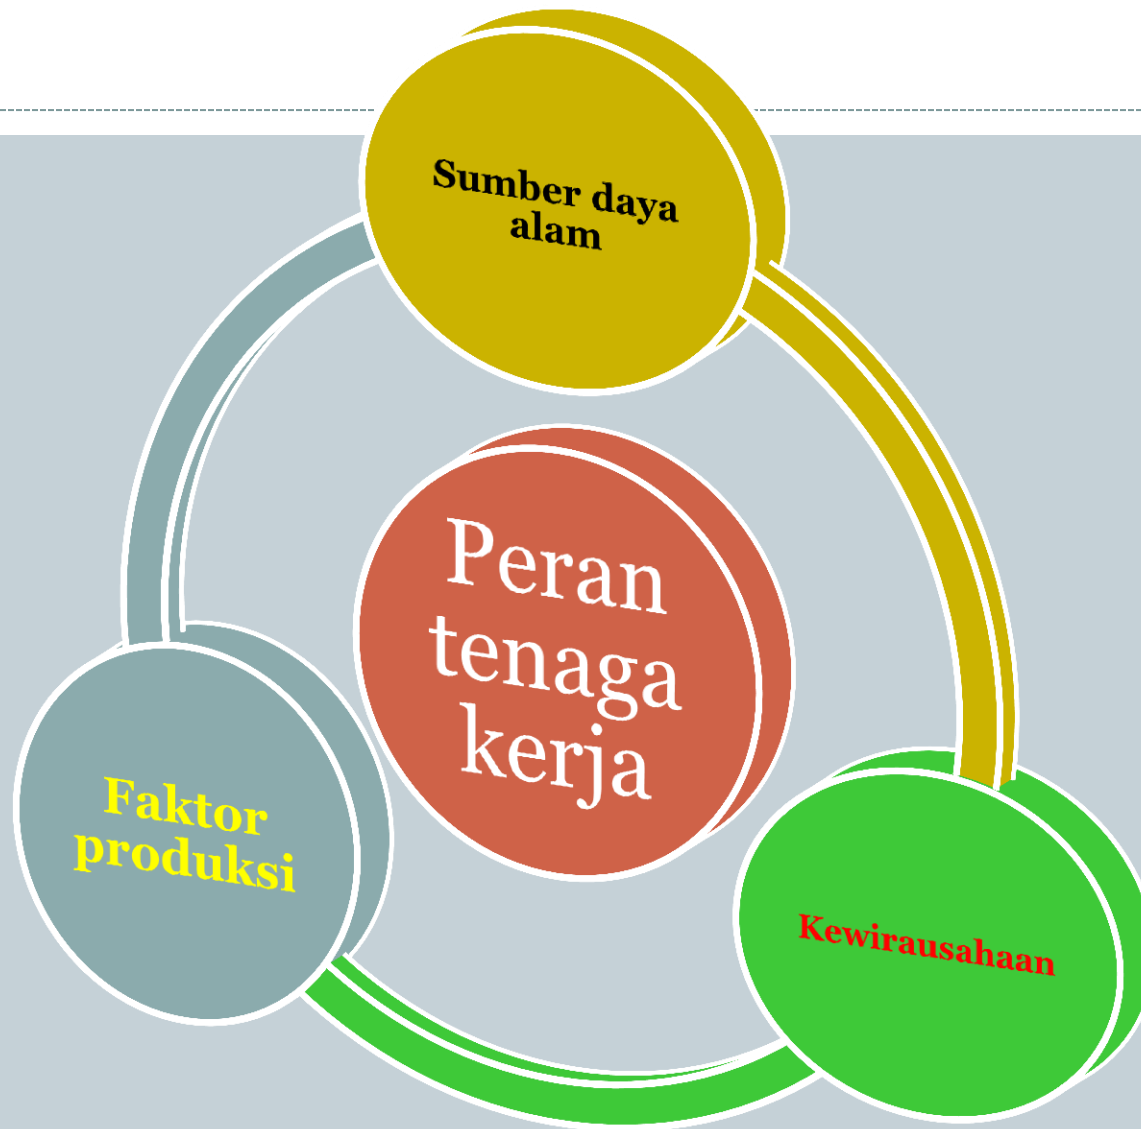 Sumber daya
alam
Peran
tenaga
kerja
Faktor
produksi
Kewirausahaan